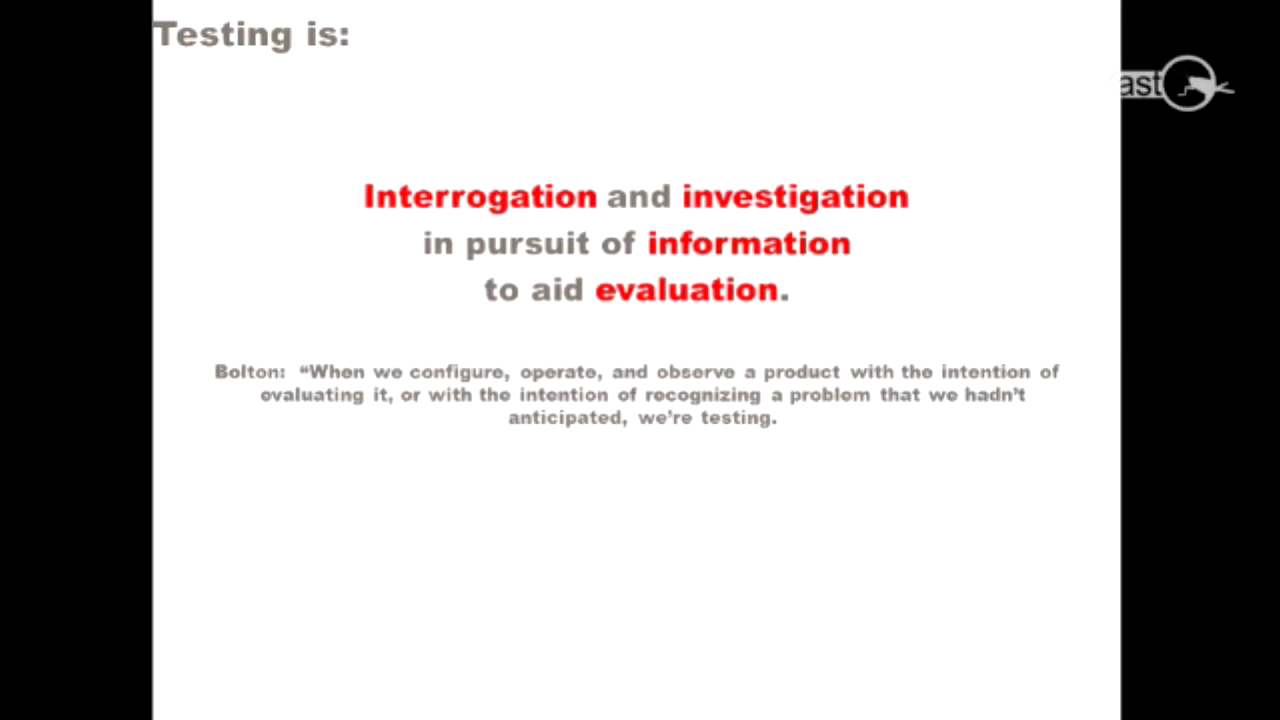 Testing is:
ast
Interrogation and investigation
in pursuit of information
to aid evaluation.
Bolton: “When we configure, operate, and observe a product with the intention of
evaluating it, or with the intention of recognizing a problem that we hadn’t
anticipated, we’re testing.